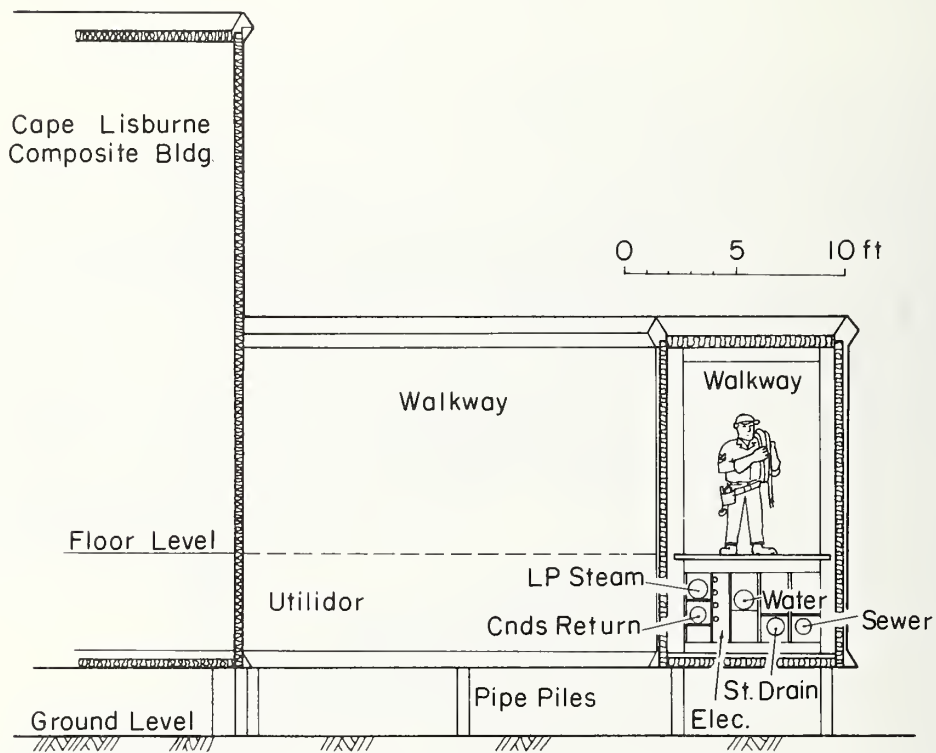 Cape Lisburne
Composite Bldg.
0 5 10 ft
Walkway
Walkway
Floor Level
LP Steam
Utilidor
Water
Cnds Return
Sewer
Pipe Piles
St. Drain
Ground Level
Elec.